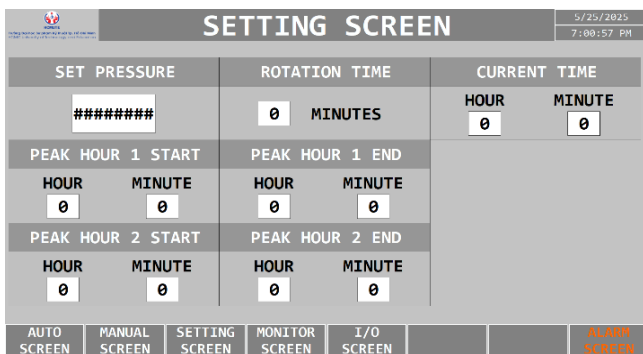 SETTING SCREEN
5/25/2025
7:00:57 PM
SET PRESSURE
ROTATION TIME
CURRENT TIME
########
0 MINUTES
HOUR MINUTE
0 0
PEAK HOUR 1 START
PEAK HOUR 1 END
HOUR MINUTE HOUR MINUTE
0 0 0 0
PEAK HOUR 2 START
PEAK HOUR 2 END
HOUR MINUTE HOUR MINUTE
0 0 0 0
AUTO SCREEN
MANUAL SCREEN
SETTING SCREEN
MONITOR SCREEN
I/O SCREEN
ALARM SCREEN